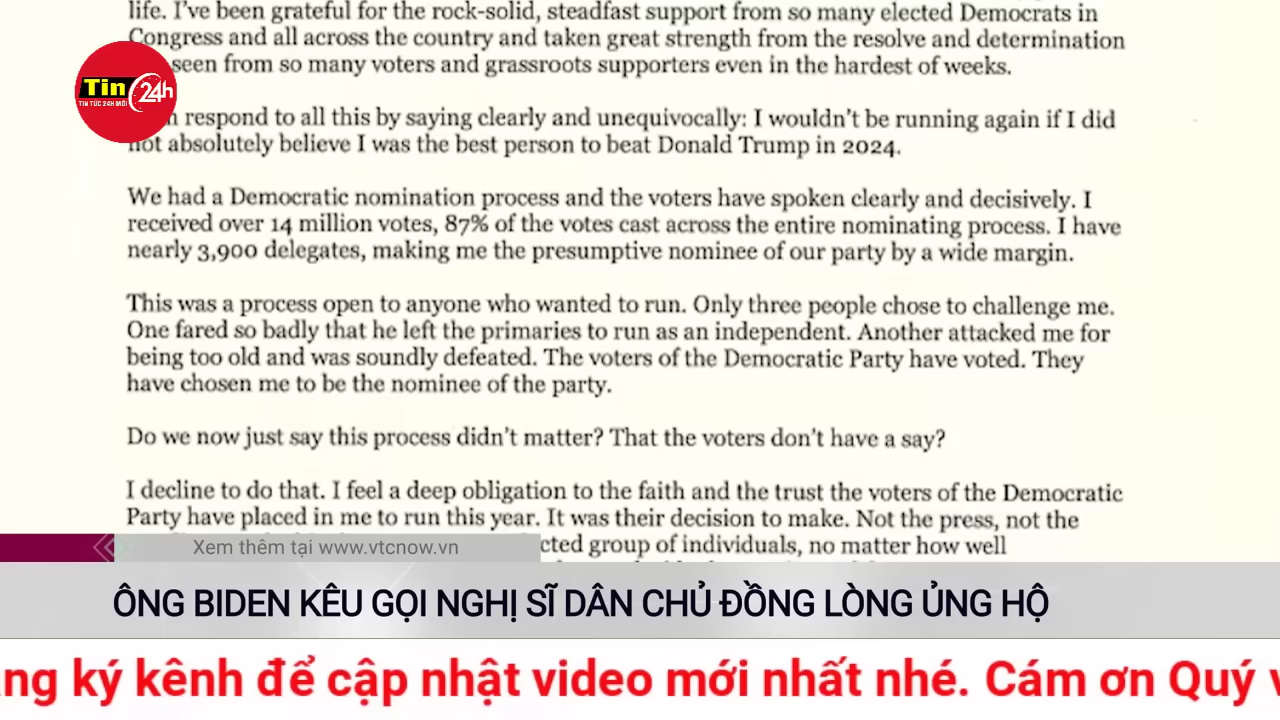 life. I've been grateful for the rock-solid, steadfast support from so many elected Democrats in
Congress and all across the country and taken great strength from the resolve and determination
seen from so many voters and grassroots supporters even in the hardest of weeks.
Tin 24h
TIN TỨC 24H MỚI
respond to all this by saying clearly and unequivocally: I wouldn't be running again if I did
not absolutely believe I was the best person to beat Donald Trump in 2024.
We had a Democratic nomination process and the voters have spoken clearly and decisively. I
received over 14 million votes, 87% of the votes cast across the entire nominating process. I have
nearly 3,900 delegates, making me the presumptive nominee of our party by a wide margin.
This was a process open to anyone who wanted to run. Only three people chose to challenge me.
One fared so badly that he left the primaries to run as an independent. Another attacked me for
being too old and was soundly defeated. The voters of the Democratic Party have voted. They
have chosen me to be the nominee of the party.
Do we now just say this process didn't matter? That the voters don't have a say?
I decline to do that. I feel a deep obligation to the faith and the trust the voters of the Democratic
Party have placed in me to run this year. It was their decision to make. Not the press, not the
group of individuals, no matter how well
Xem thêm tại www.vtcnow.vn
ÔNG BIDEN KÊU GỌI NGHỊ SĨ DÂN CHỦ ĐỒNG LÒNG ỦNG HỘ
ký kênh để cập nhật video mới nhất nhé. Cám ơn Quý